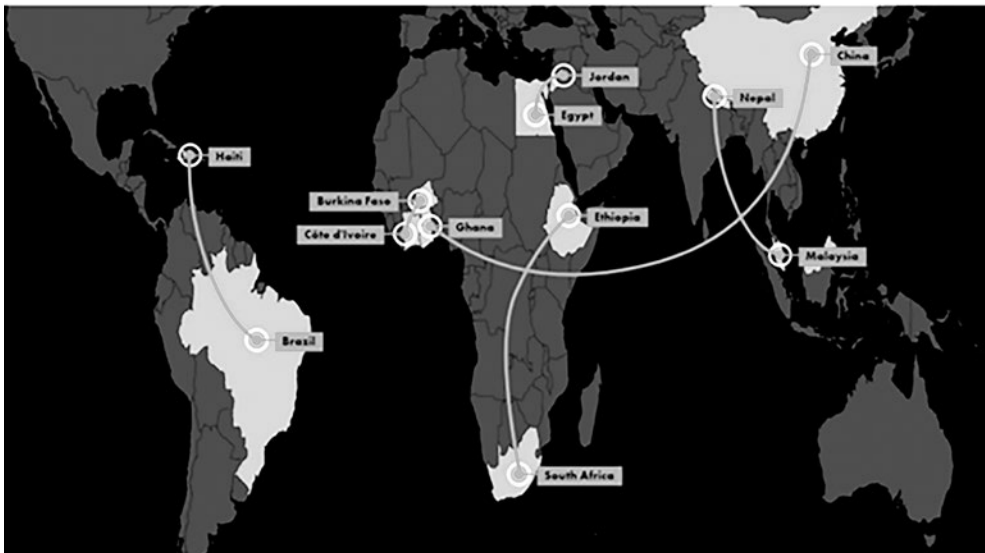 China
Jordan
Nepal
Egypt
Haiti
Burkina Faso
Ethiopia
Ghana
Côte d'Ivoire
Malaysia
Brazil
South Africa